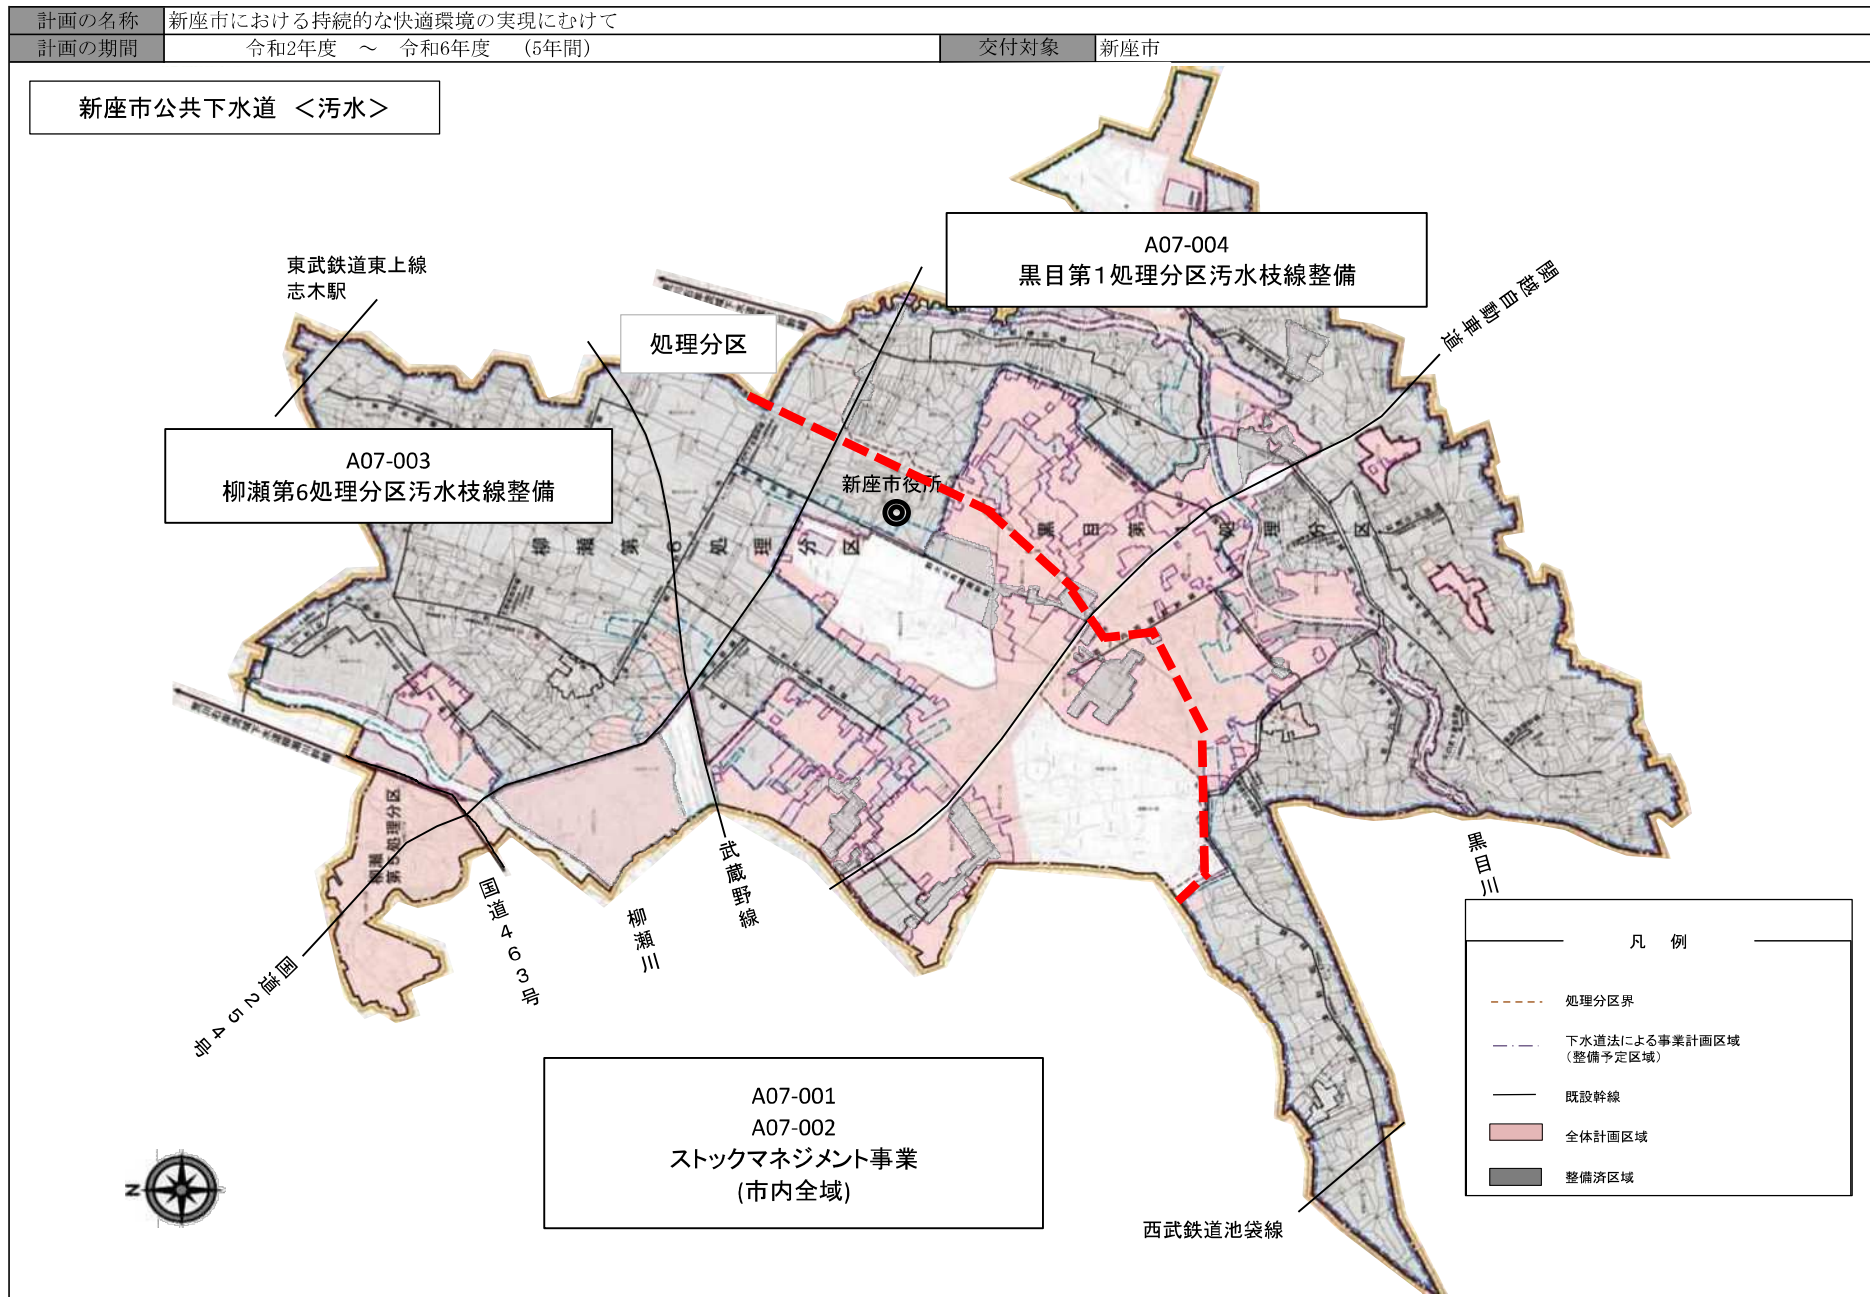 計画の名称 新座市における持続的な快適環境の実現にむけて
計画の期間 令和2年度 ～ 令和6年度 （5年間） 交付対象 新座市
新座市公共下水道 ＜汚水＞
A07-004
黒目第1処理分区汚水枝線整備
関越自動車道
東武鉄道東上線
志木駅
処理分区
A07-003
柳瀬第6処理分区汚水枝線整備
新座市役所
黒目第1処理分区
柳瀬第6処理分区
柳瀬
第5処理分区
武蔵野線
黒目川
国道463号
柳瀬川
国道254号
凡 例
処理分区界
下水道法による事業計画区域
（整備予定区域）
既設幹線
全体計画区域
整備済区域
A07-001
A07-002
ストックマネジメント事業
(市内全域)
N
西武鉄道池袋線